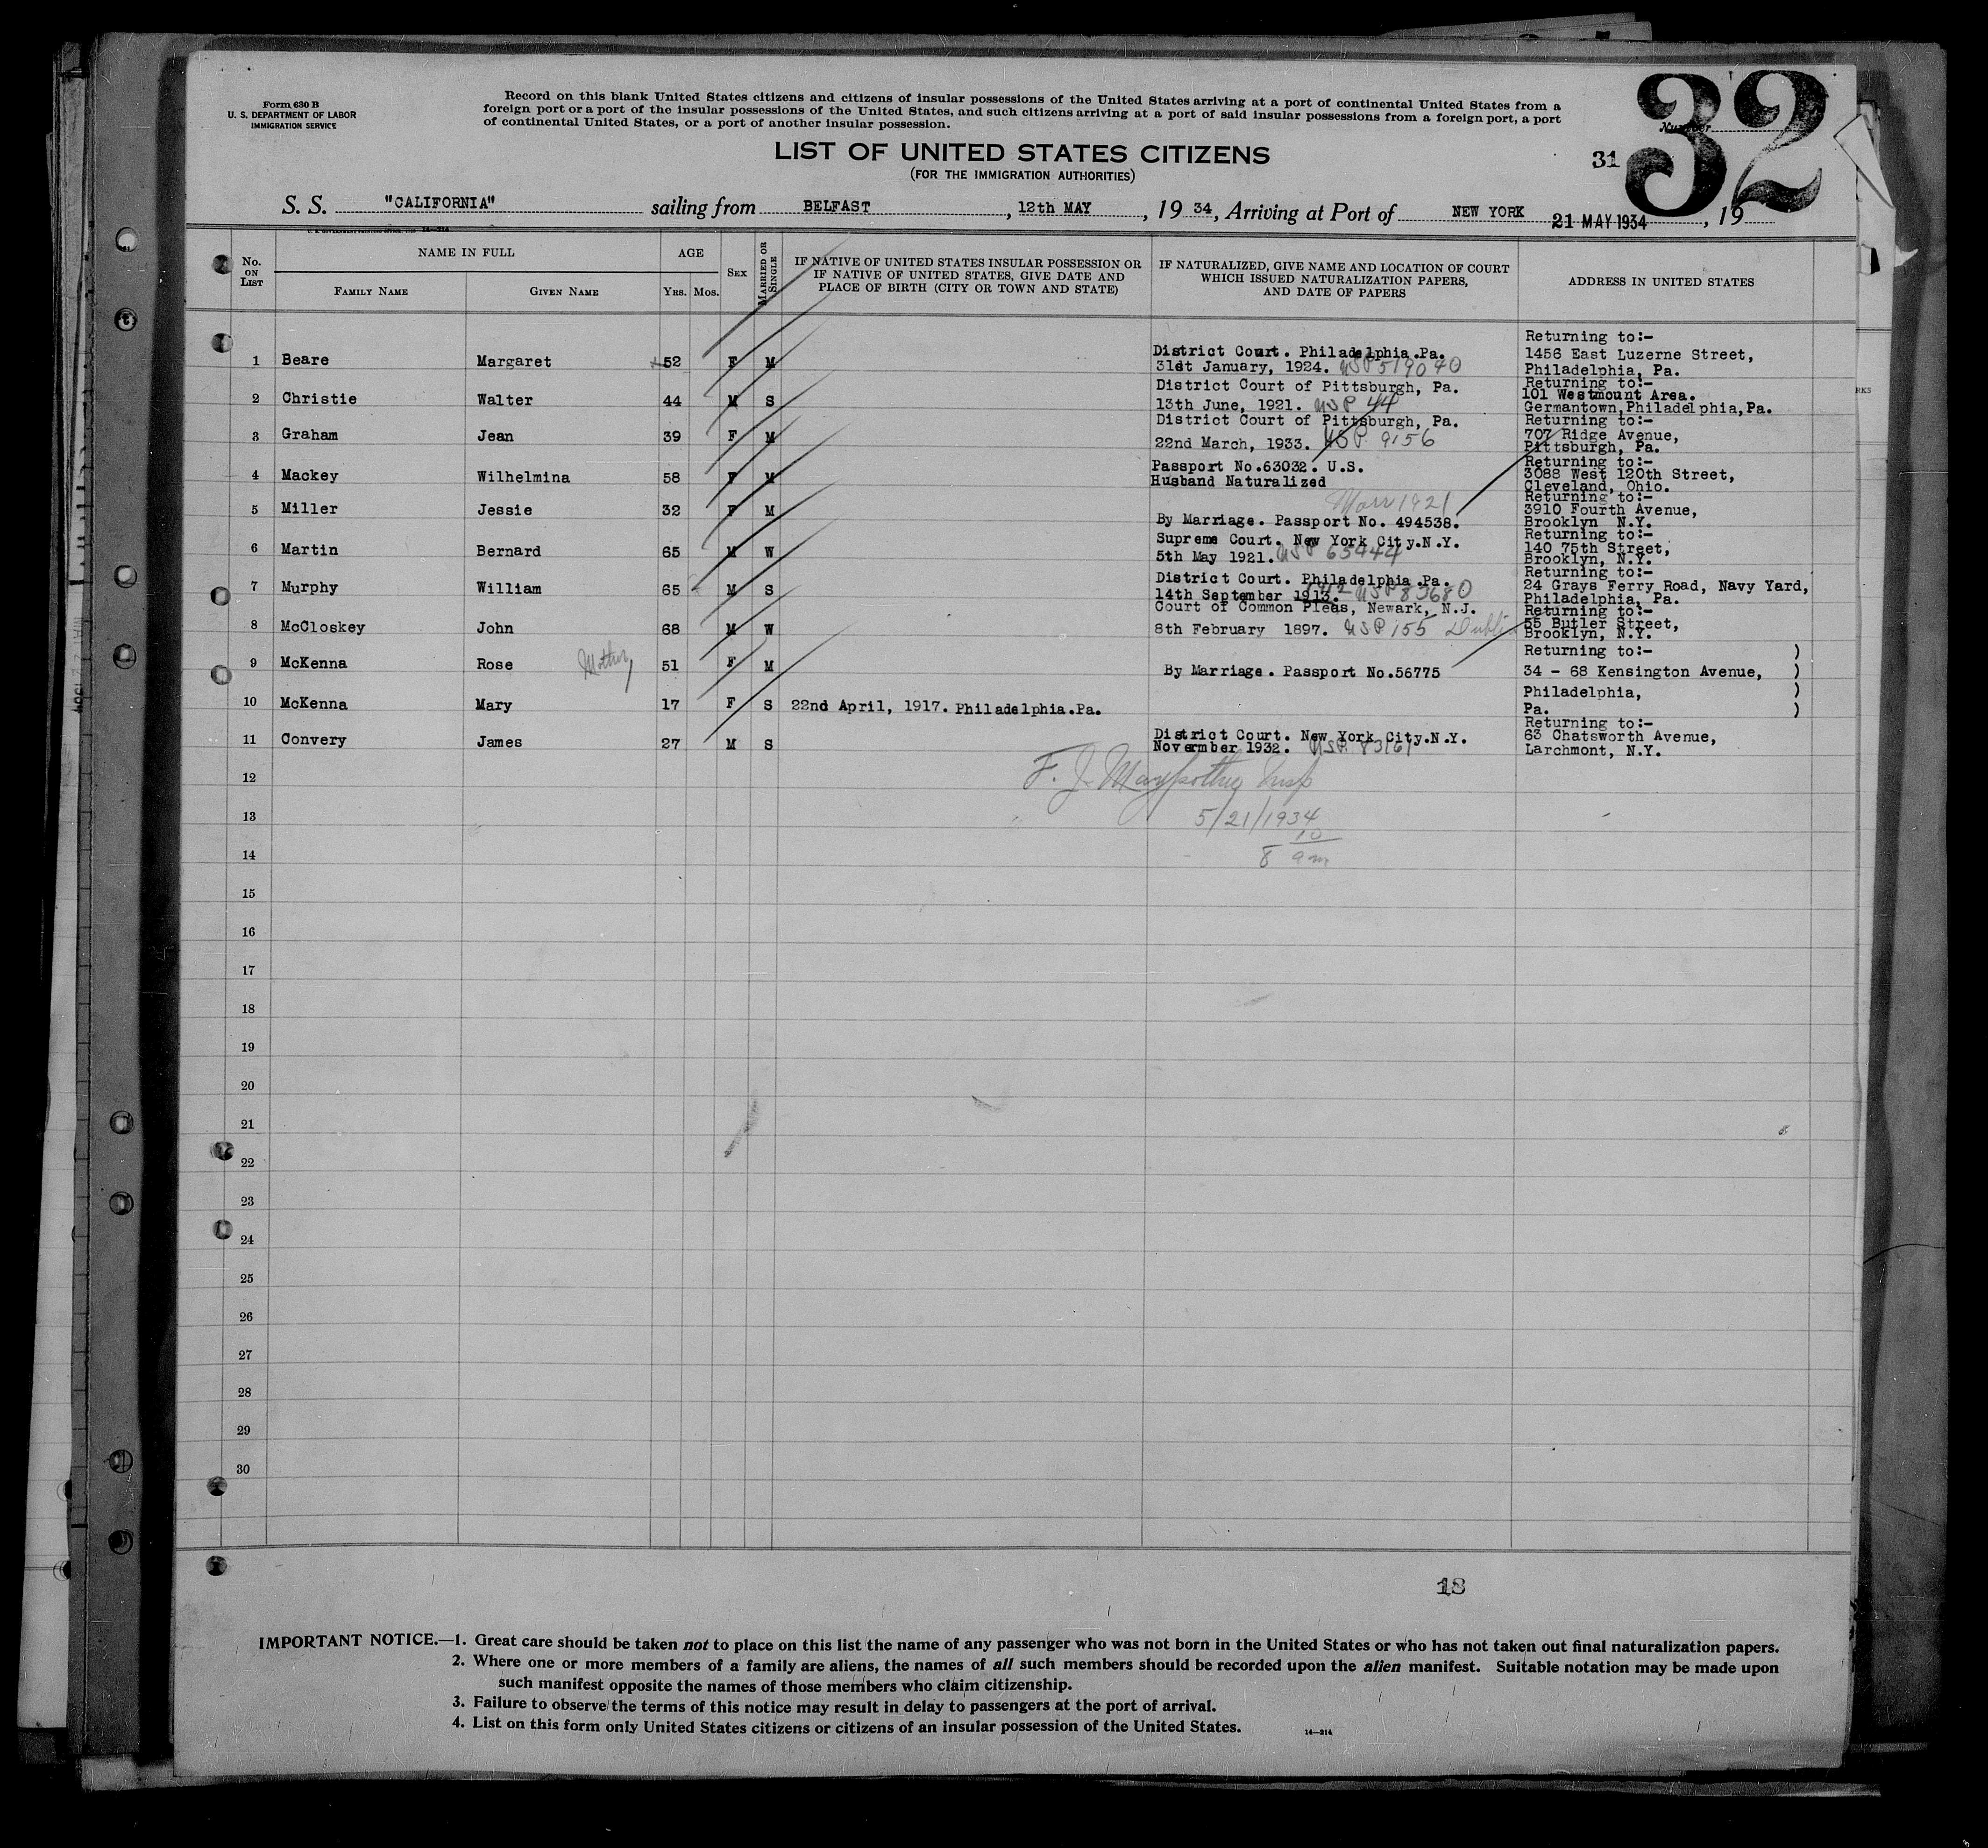 Form 630 B
U. S. DEPARTMENT OF LABOR
IMMIGRATION SERVICE
Record on this blank United States citizens and citizens of insular possessions of the United States arriving at a port of continental United States from a
foreign port or a port of the insular possessions of the United States, and such citizens arriving at a port of said insular possessions from a foreign port, a port
of continental United States, or a port of another insular possession.
32
Number
31
LIST OF UNITED STATES CITIZENS
(FOR THE IMMIGRATION AUTHORITIES)
S. S. "CALIFORNIA" sailing from BELFAST, 12th MAY, 19 34, Arriving at Port of NEW YORK 21 MAY 1934, 19
No. ON LIST
NAME IN FULL
FAMILY NAME GIVEN NAME
AGE
YRS. MOS.
SEX
MARRIED OR SINGLE
IF NATIVE OF UNITED STATES INSULAR POSSESSION OR
IF NATIVE OF UNITED STATES, GIVE DATE AND
PLACE OF BIRTH (CITY OR TOWN AND STATE)
IF NATURALIZED, GIVE NAME AND LOCATION OF COURT
WHICH ISSUED NATURALIZATION PAPERS,
AND DATE OF PAPERS
ADDRESS IN UNITED STATES
1 Beare Margaret 52 F M
District Court. Philadelphia.Pa.
31st January, 1924. USP 519040
Returning to:-
1456 East Luzerne Street,
Philadelphia, Pa.
2 Christie Walter 44 M S
District Court of Pittsburgh, Pa.
13th June, 1921. USP 44
Returning to:-
101 Westmount Area.
Germantown,Philadelphia,Pa.
3 Graham Jean 39 F M
District Court of Pittsburgh, Pa.
22nd March, 1933. USP 9156
Returning to:-
707 Ridge Avenue,
Pittsburgh, Pa.
4 Mackey Wilhelmina 58 F M
Passport No.63032. U.S.
Husband Naturalized
Returning to:-
3088 West 120th Street,
Cleveland, Ohio.
5 Miller Jessie 32 F M
Marr 1921
By Marriage. Passport No. 494538.
Returning to:-
3910 Fourth Avenue,
Brooklyn N.Y.
6 Martin Bernard 65 M W
Supreme Court. New York City.N.Y.
5th May 1921. USP 63944
Returning to:-
140 75th Street,
Brooklyn, N.Y.
7 Murphy William 65 M S
District Court. Philadelphia.Pa.
14th September 1913. USP 83680
Returning to:-
24 Grays Ferry Road, Navy Yard,
Philadelphia, Pa.
8 McCloskey John 68 M W
Court of Common Pleas, Newark, N.J.
8th February 1897. USP 155
Returning to:-
55 Butler Street,
Brooklyn, N.Y.
9 McKenna Rose Mother 51 F M
By Marriage. Passport No.56775
Returning to:- )
34 - 68 Kensington Avenue, )
10 McKenna Mary 17 F S 22nd April, 1917. Philadelphia.Pa.
Philadelphia, )
Pa. )
11 Convery James 27 M S
District Court. New York City.N.Y.
November 1932. USP 83161
Returning to:-
63 Chatsworth Avenue,
Larchmont, N.Y.
12
13
5/21/1934
10
14
8 am
15
16
17
18
19
20
21
22
23
24
25
26
27
28
29
30
18
IMPORTANT NOTICE.—1. Great care should be taken not to place on this list the name of any passenger who was not born in the United States or who has not taken out final naturalization papers.
2. Where one or more members of a family are aliens, the names of all such members should be recorded upon the alien manifest. Suitable notation may be made upon
such manifest opposite the names of those members who claim citizenship.
3. Failure to observe the terms of this notice may result in delay to passengers at the port of arrival.
4. List on this form only United States citizens or citizens of an insular possession of the United States.
14—214